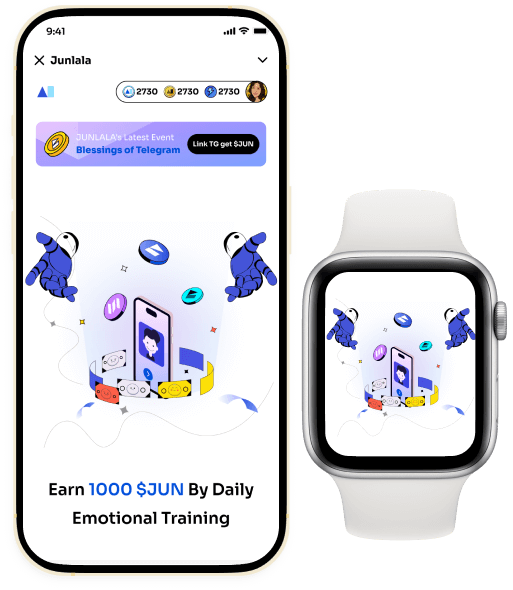 9:41
Junlala
2730 2730 2730
JUNLALA's Latest Event
Blessings of Telegram
Link TG get $JUN
Earn 1000 $JUN By Daily
Emotional Training